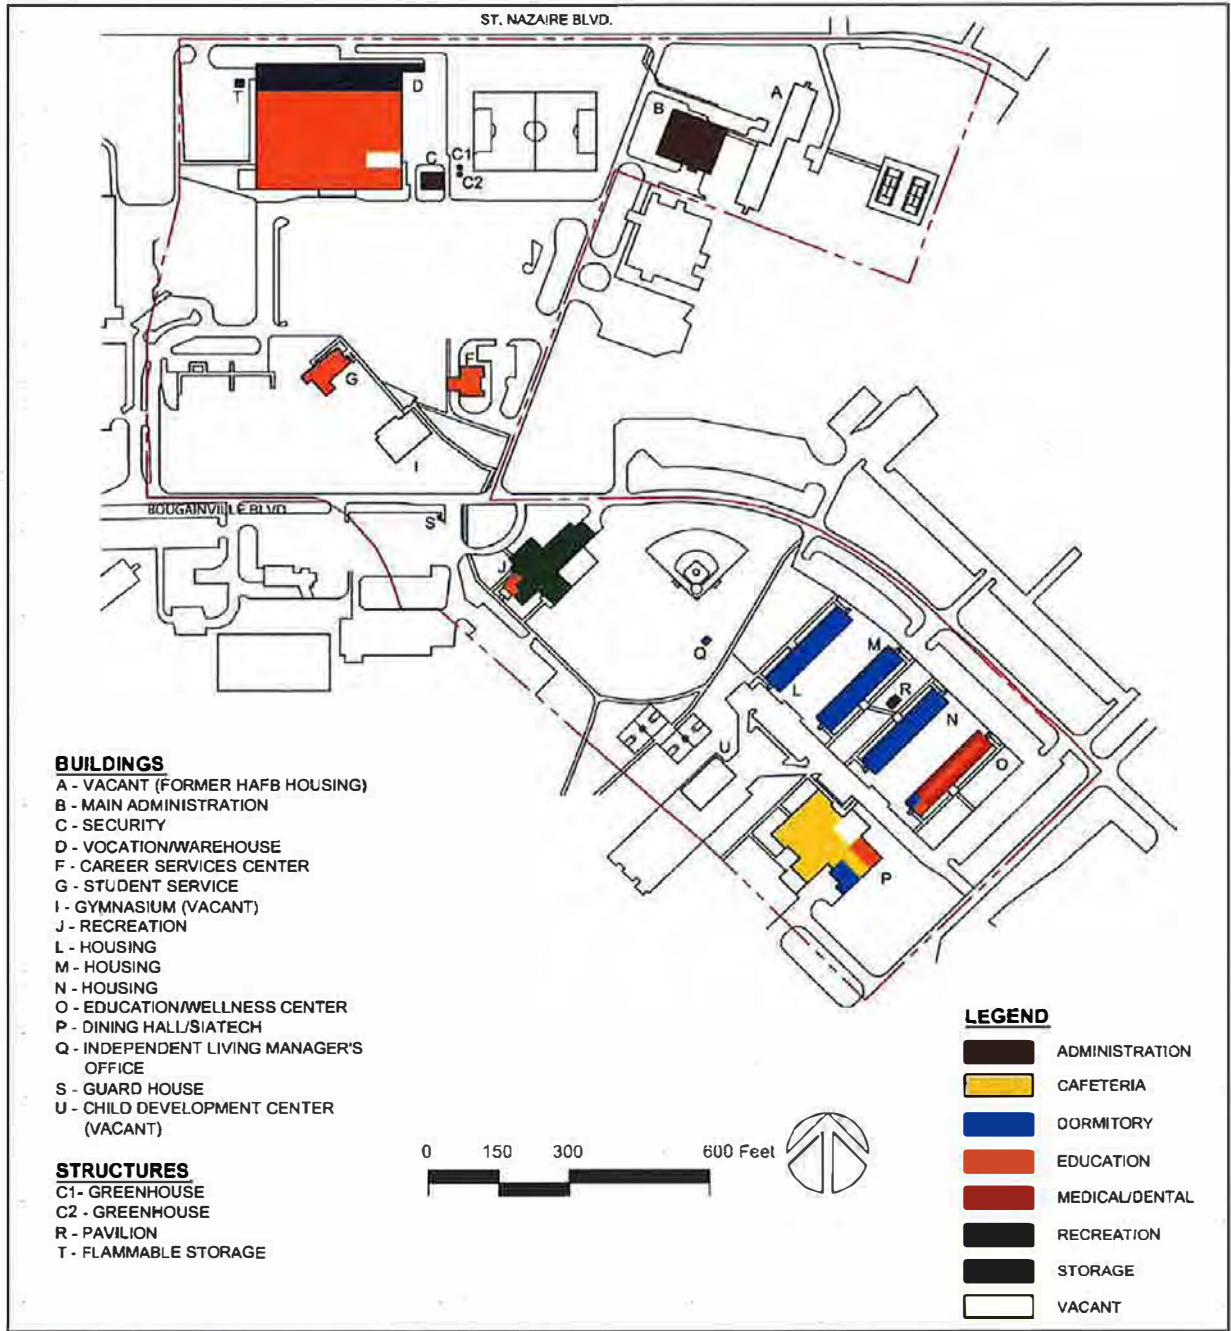 ST. NAZAIRE BLVD.
T
D
C
C1
C2
B
A
F
G
I
BOUGAINVILLE BLVD.
S
J
Q
L
M
R
N
O
U
P
BUILDINGS
A - VACANT (FORMER HAFB HOUSING)
B - MAIN ADMINISTRATION
C - SECURITY
D - VOCATION/WAREHOUSE
F - CAREER SERVICES CENTER
G - STUDENT SERVICE
I - GYMNASIUM (VACANT)
J - RECREATION
L - HOUSING
M - HOUSING
N - HOUSING
O - EDUCATION/WELLNESS CENTER
P - DINING HALL/SIATECH
Q - INDEPENDENT LIVING MANAGER'S
OFFICE
S - GUARD HOUSE
U - CHILD DEVELOPMENT CENTER
(VACANT)
STRUCTURES
C1- GREENHOUSE
C2 - GREENHOUSE
R - PAVILION
T - FLAMMABLE STORAGE
0 150 300 600 Feet
LEGEND
ADMINISTRATION
CAFETERIA
DORMITORY
EDUCATION
MEDICAL/DENTAL
RECREATION
STORAGE
VACANT